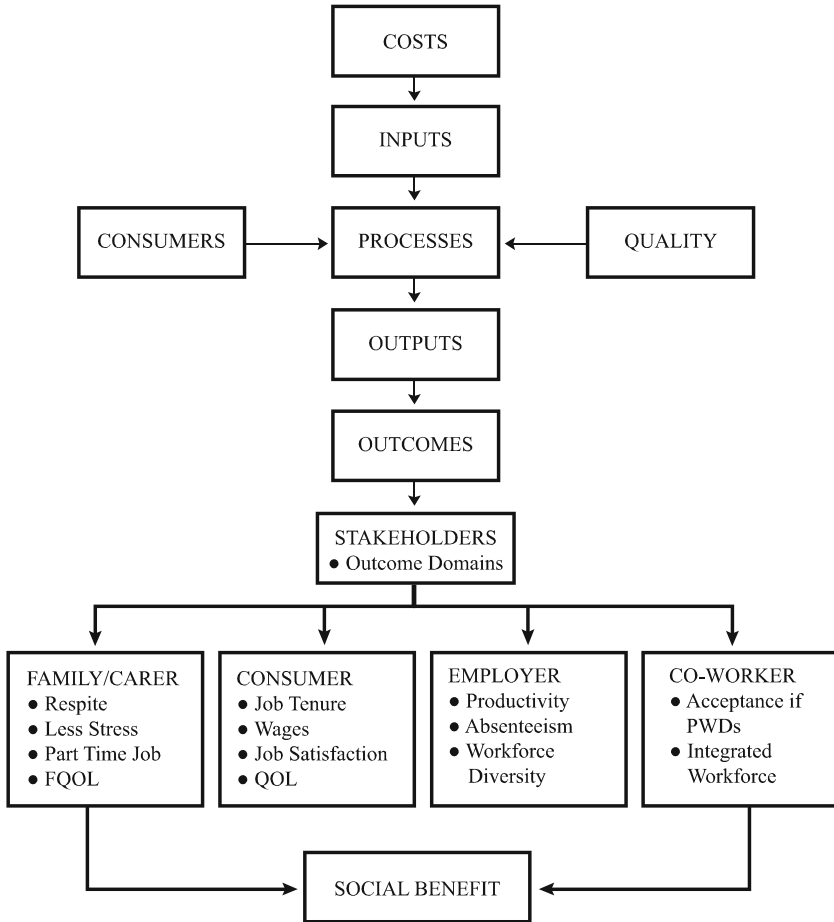 COSTS
INPUTS
CONSUMERS
PROCESSES
QUALITY
OUTPUTS
OUTCOMES
STAKEHOLDERS
● Outcome Domains
FAMILY/CARER
● Respite
● Less Stress
● Part Time Job
● FQOL
CONSUMER
● Job Tenure
● Wages
● Job Satisfaction
● QOL
EMPLOYER
● Productivity
● Absenteeism
● Workforce
Diversity
CO-WORKER
● Acceptance if
PWDs
● Integrated
Workforce
SOCIAL BENEFIT